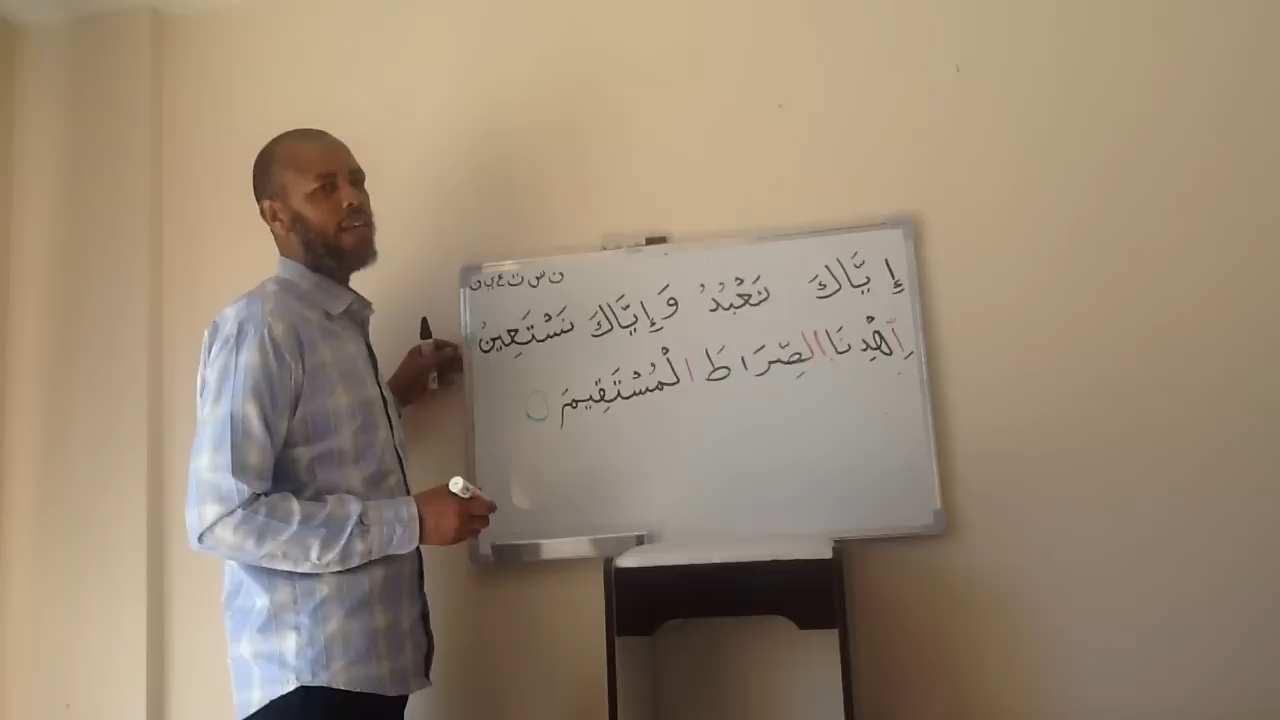 ن س ت ع ي ن
إِيَّاكَ نَعْبُدُ وَإِيَّاكَ نَسْتَعِينُ
اِهْدِنَا الصِّرَاطَ الْمُسْتَقِيمَ